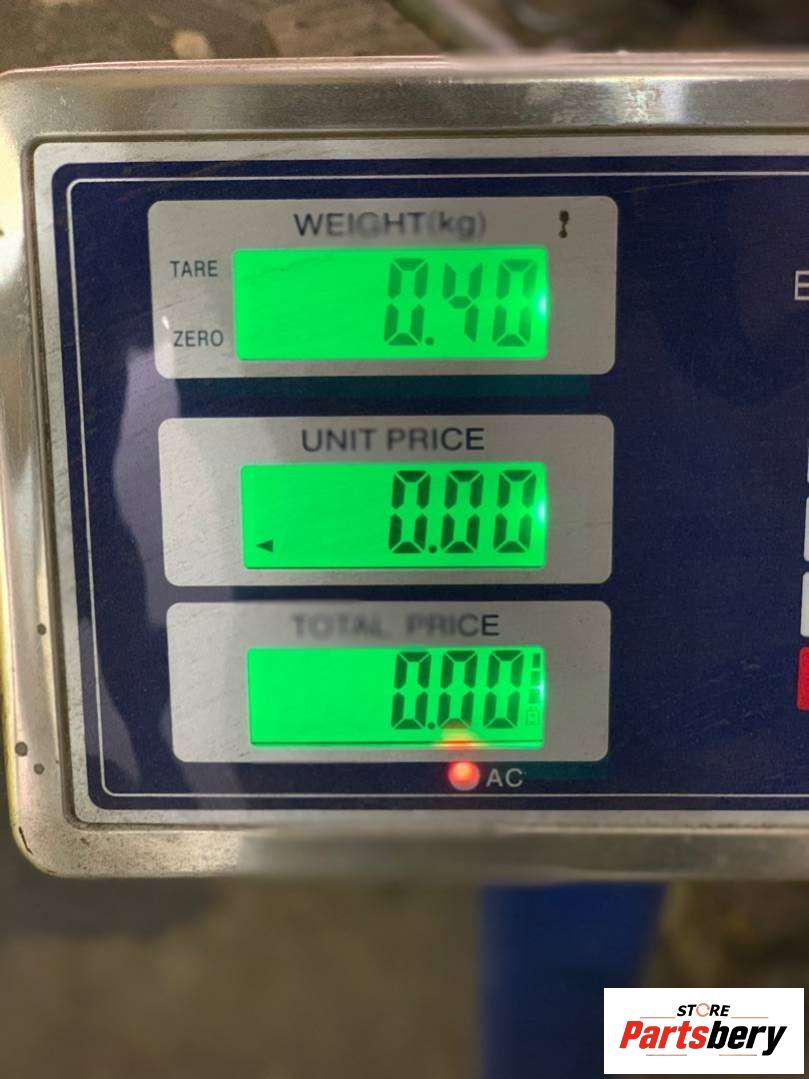 WEIGHT(kg)
TARE
0.40
ZERO
UNIT PRICE
0.00
TOTAL PRICE
0.00
AC
E
STORE
Partsbery